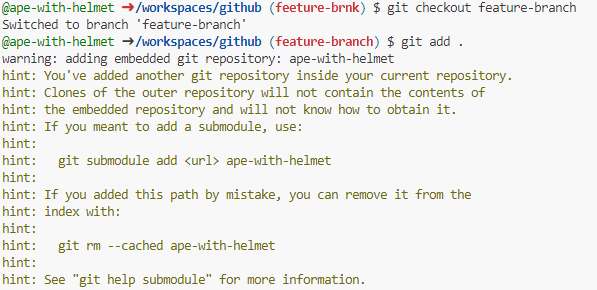 @ape-with-helmet ➜/workspaces/github (feeture-brnk) $ git checkout feature-branch
Switched to branch 'feature-branch'
@ape-with-helmet ➜/workspaces/github (feature-branch) $ git add .
warning: adding embedded git repository: ape-with-helmet
hint: You've added another git repository inside your current repository.
hint: Clones of the outer repository will not contain the contents of
hint: the embedded repository and will not know how to obtain it.
hint: If you meant to add a submodule, use:
hint:
hint:   git submodule add <url> ape-with-helmet
hint:
hint: If you added this path by mistake, you can remove it from the
hint: index with:
hint:
hint:   git rm --cached ape-with-helmet
hint:
hint: See "git help submodule" for more information.